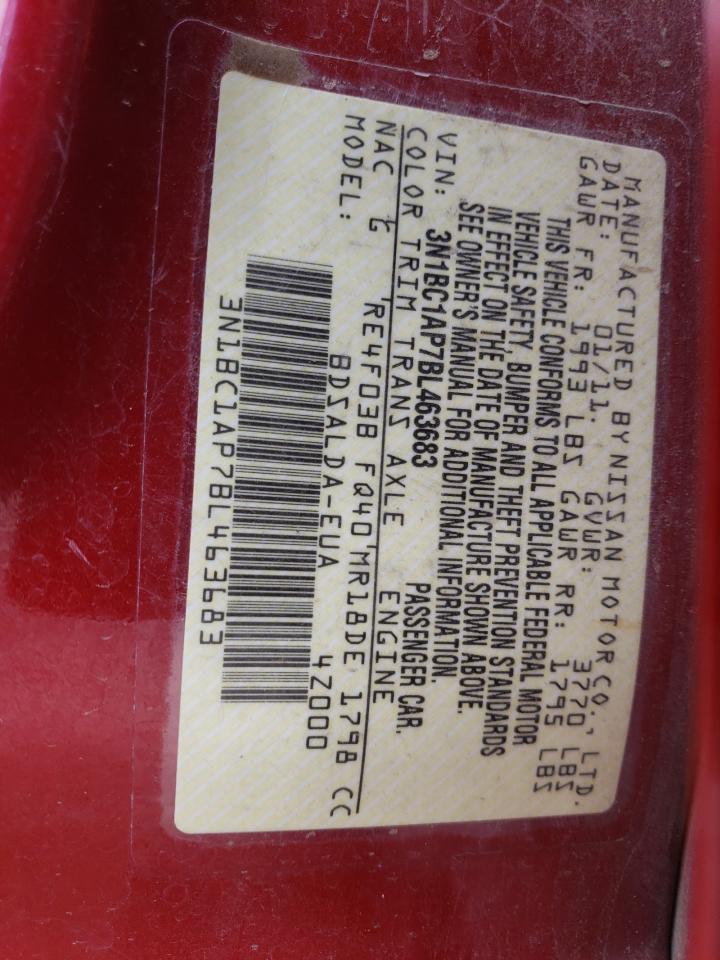 MANUFACTURED BY NISSAN MOTOR CO., LTD.
DATE: 01/11. GVWR: 3770 LBS
GAWR FR: 1993 LBS GAWR RR: 1795 LBS
THIS VEHICLE CONFORMS TO ALL APPLICABLE FEDERAL MOTOR
VEHICLE SAFETY, BUMPER AND THEFT PREVENTION STANDARDS
IN EFFECT ON THE DATE OF MANUFACTURE SHOWN ABOVE.
SEE OWNER'S MANUAL FOR ADDITIONAL INFORMATION
VIN: 3N1BC1AP7BL463683 PASSENGER CAR.
COLOR TRIM TRANS AXLE ENGINE
NAC G RE4F03B FQ40 MR18DE 1798 CC
MODEL: BDSALDA-EUA 4Z000
3N1BC1AP7BL463683